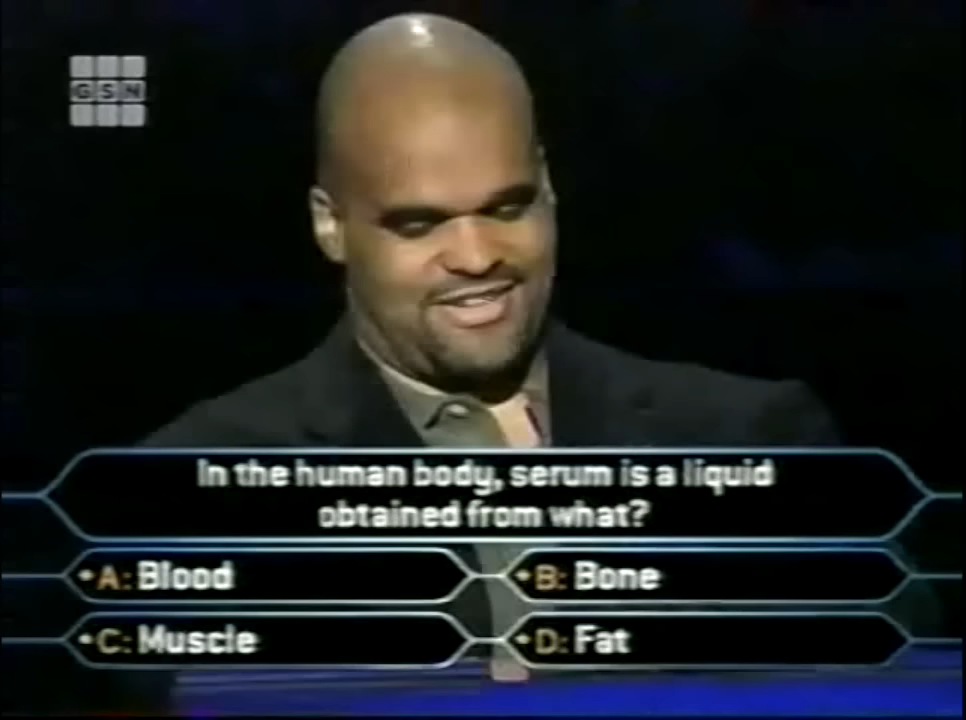 GSN
In the human body, serum is a liquid
obtained from what?
•A: Blood
•B: Bone
•C: Muscle
•D: Fat